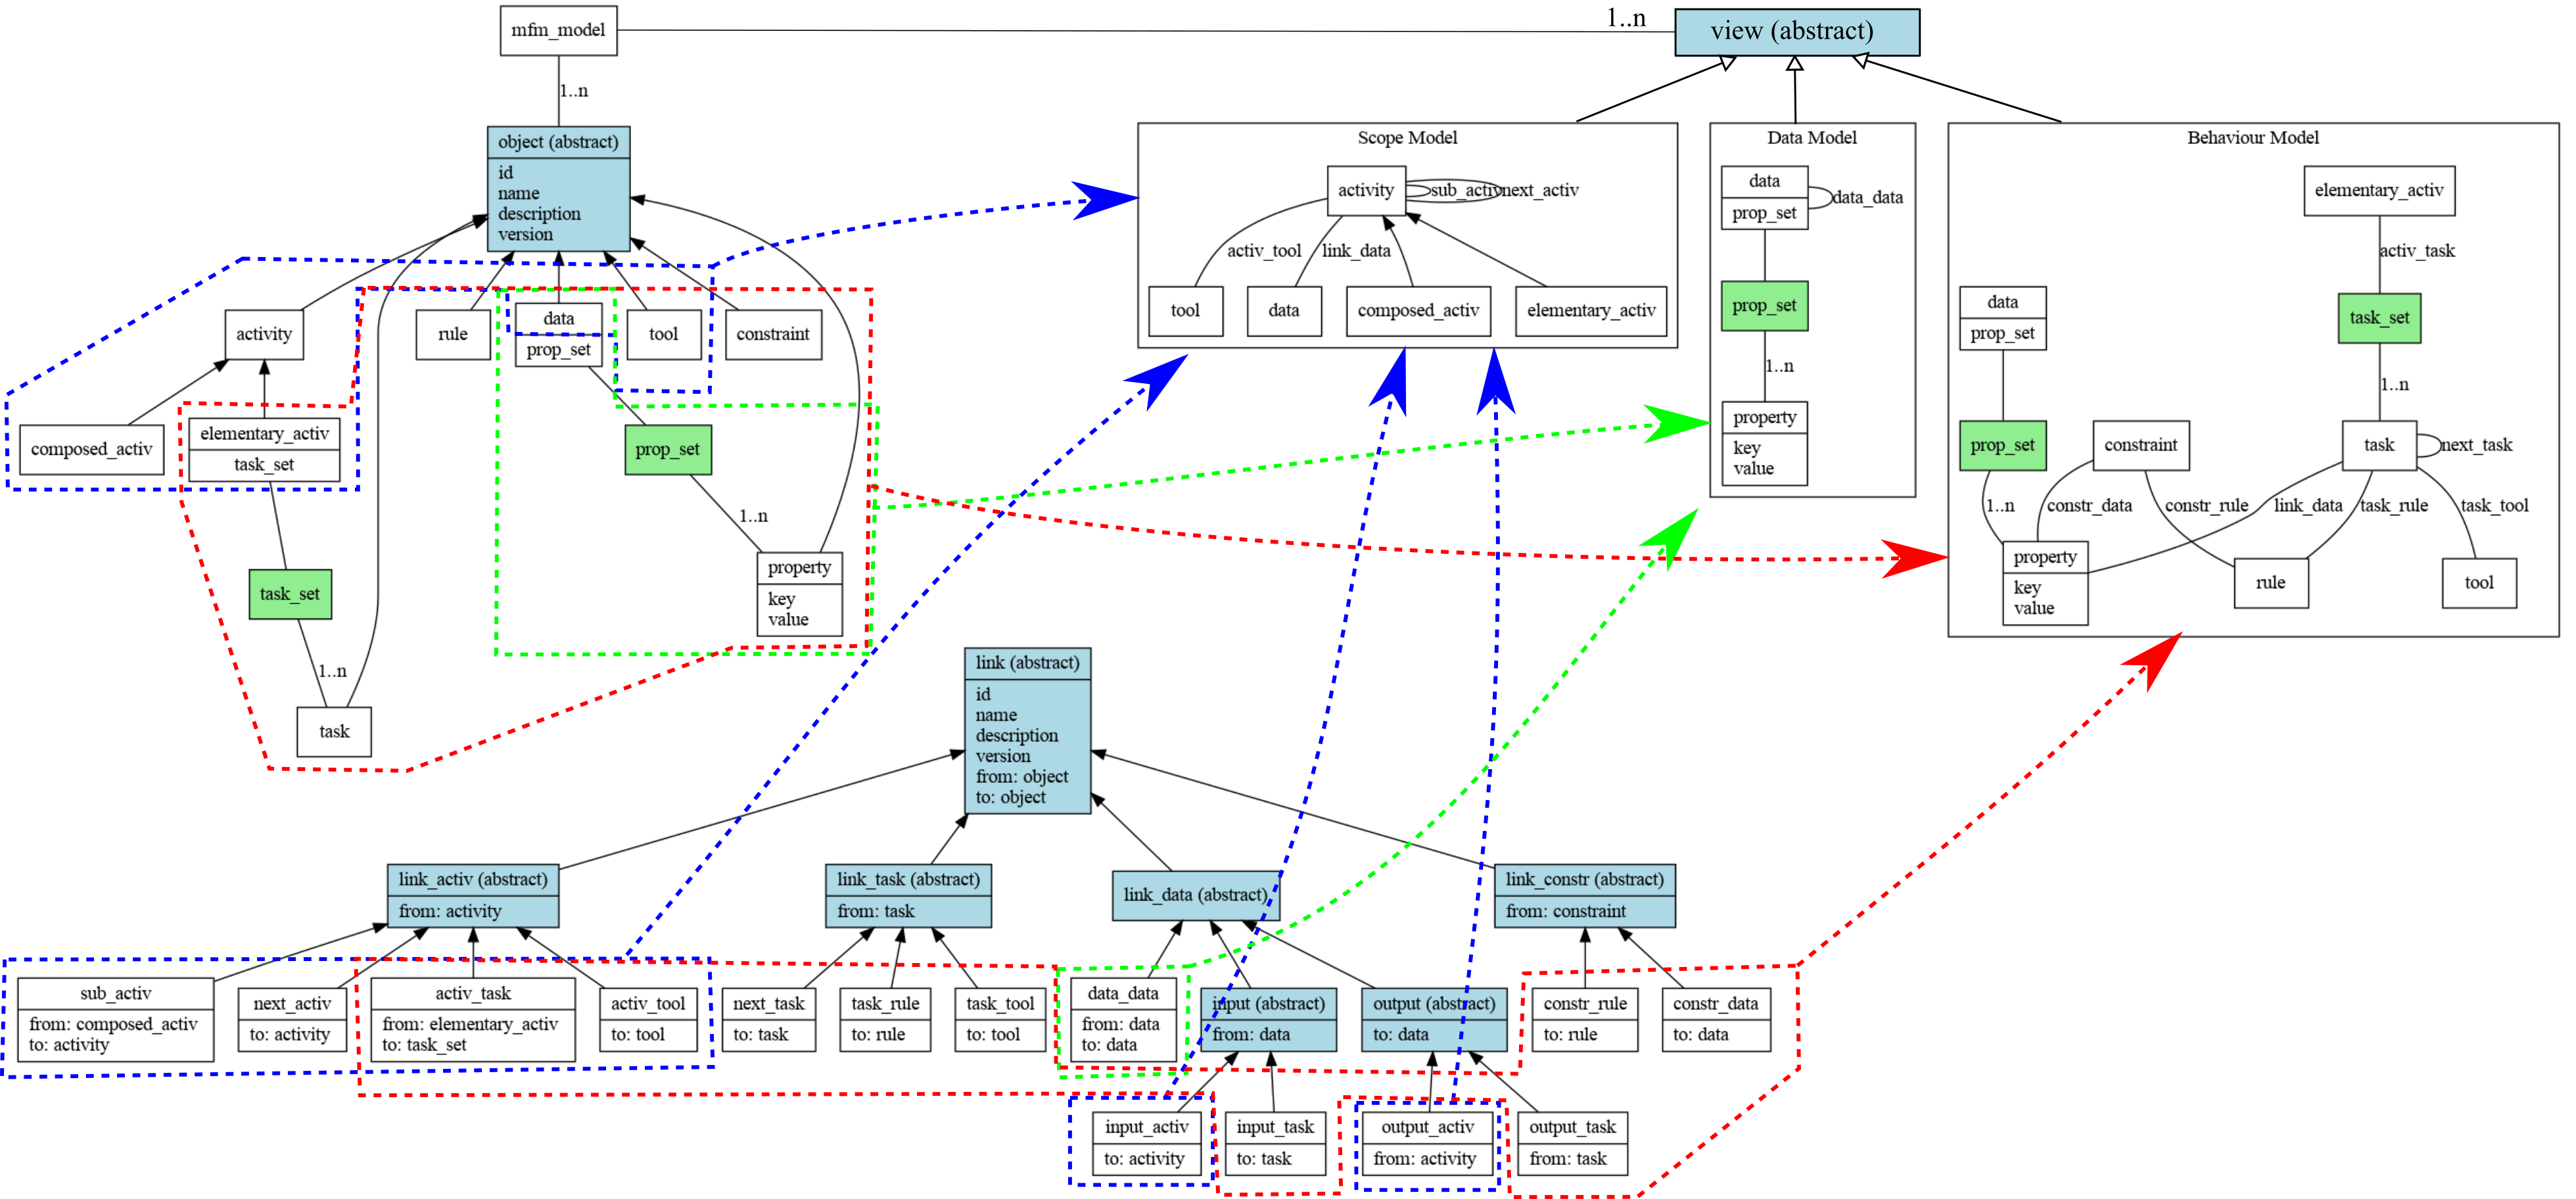 mfm_model
1..n
view (abstract)
1..n
object (abstract)
id
name
description
version
activity
rule
data
prop_set
tool
constraint
composed_activ
elementary_activ
task_set
prop_set
1..n
property
key
value
task_set
1..n
task
Scope Model
activity
sub_activ
next_activ
activ_tool
link_data
tool
data
composed_activ
elementary_activ
Data Model
data
prop_set
data_data
prop_set
1..n
property
key
value
Behaviour Model
elementary_activ
activ_task
data
prop_set
task_set
1..n
prop_set
constraint
task
next_task
1..n
constr_data
constr_rule
link_data
task_rule
task_tool
property
key
value
rule
tool
link (abstract)
id
name
description
version
from: object
to: object
link_activ (abstract)
from: activity
link_task (abstract)
from: task
link_data (abstract)
link_constr (abstract)
from: constraint
sub_activ
from: composed_activ
to: activity
next_activ
to: activity
activ_task
from: elementary_activ
to: task_set
activ_tool
to: tool
next_task
to: task
task_rule
to: rule
task_tool
to: tool
data_data
from: data
to: data
input (abstract)
from: data
output (abstract)
to: data
constr_rule
to: rule
constr_data
to: data
input_activ
to: activity
input_task
to: task
output_activ
from: activity
output_task
from: task